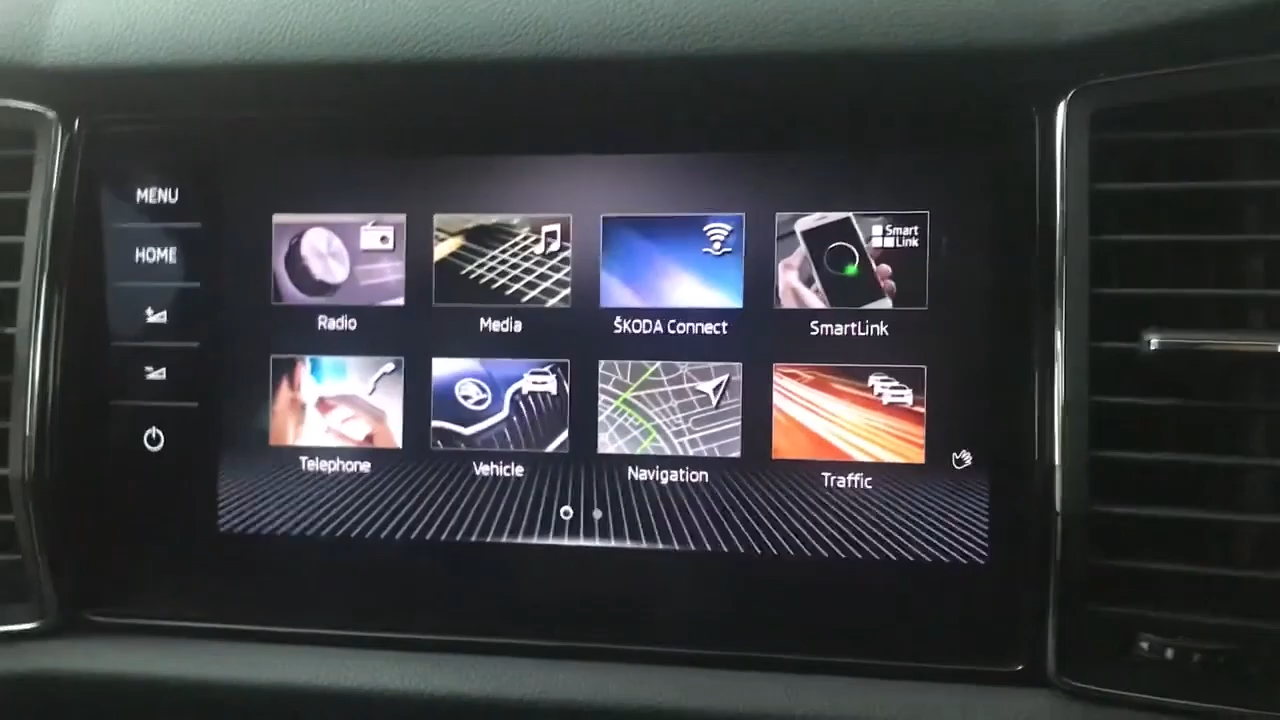 MENU
HOME
Radio
Media
ŠKODA Connect
Smart
Link
SmartLink
Telephone
Vehicle
Navigation
Traffic